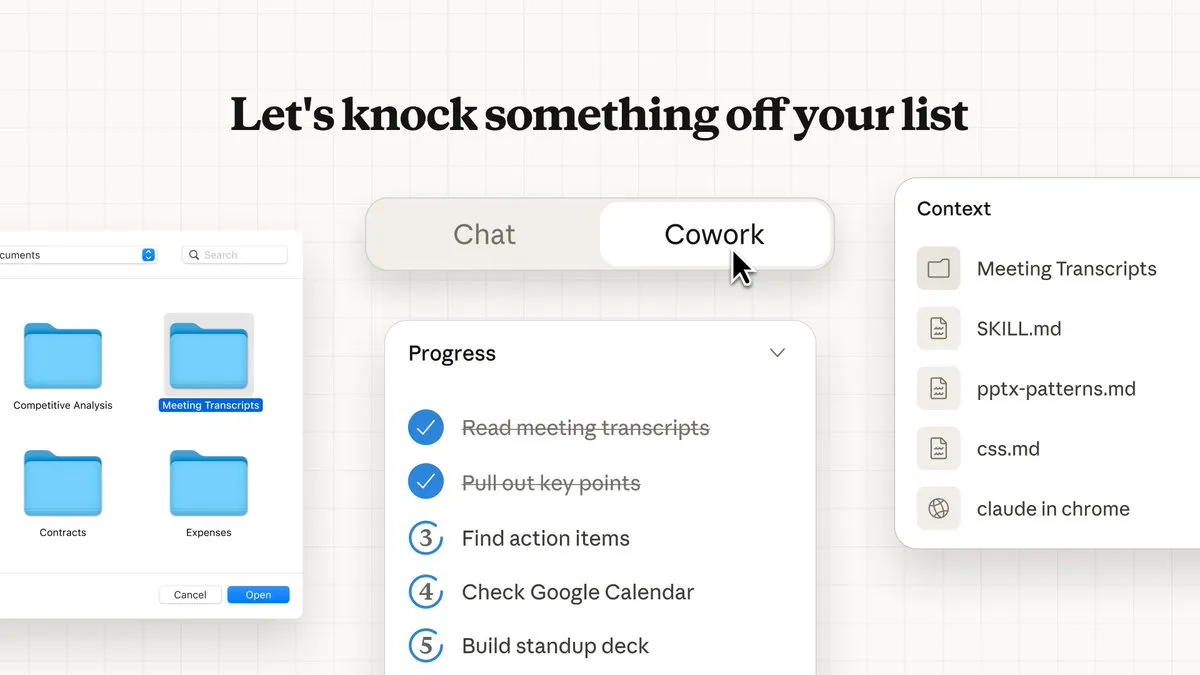 Let's knock something off your list
Chat
Cowork
cuments
Search
Competitive Analysis
Meeting Transcripts
Contracts
Expenses
Cancel
Open
Progress
Read meeting transcripts
Pull out key points
3 Find action items
4 Check Google Calendar
5 Build standup deck
Context
Meeting Transcripts
SKILL.md
pptx-patterns.md
css.md
claude in chrome